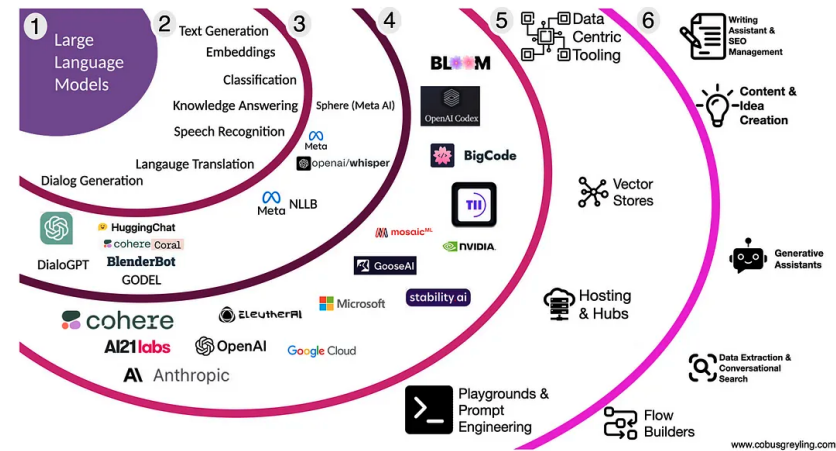 1
2
3
4
5
6
Large
Language
Models
Text Generation
Embeddings
Classification
Knowledge Answering
Speech Recognition
Langauge Translation
Dialog Generation
Sphere (Meta AI)
Meta
openai/whisper
Meta NLLB
DialoGPT
HuggingChat
cohere Coral
BlenderBot
GODEL
BLOOM
OpenAI Codex
BigCode
TII
mosaicML
NVIDIA.
GooseAI
stability ai
Microsoft
EleutherAI
cohere
AI21labs
OpenAI
Google Cloud
AI Anthropic
Data
Centric
Tooling
Vector
Stores
Hosting
& Hubs
Playgrounds &
Prompt
Engineering
Flow
Builders
Writing
Assistant &
SEO
Management
Content &
Idea
Creation
Generative
Assistants
Data Extraction &
Conversational
Search
www.cobusgreyling.com